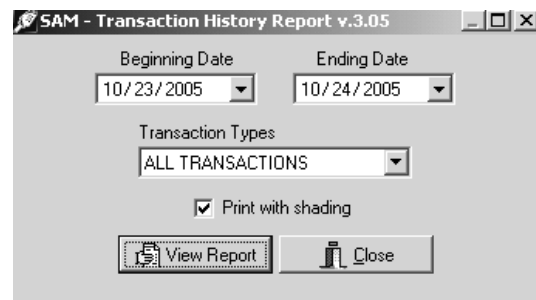 SAM - Transaction History Report v.3.05
Beginning Date Ending Date
10/23/2005 10/24/2005
Transaction Types
ALL TRANSACTIONS
Print with shading
View Report Close